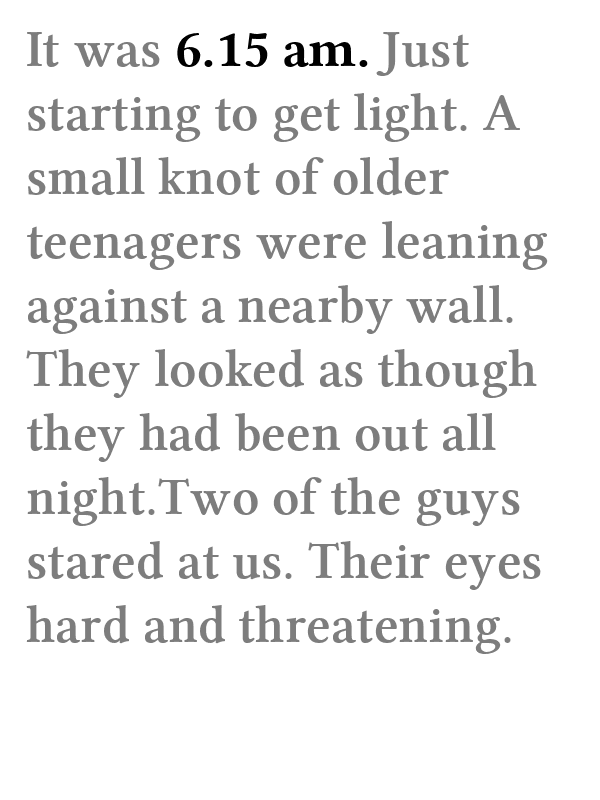 It was 6.15 am. Just
starting to get light. A
small knot of older
teenagers were leaning
against a nearby wall.
They looked as though
they had been out all
night.Two of the guys
stared at us. Their eyes
hard and threatening.